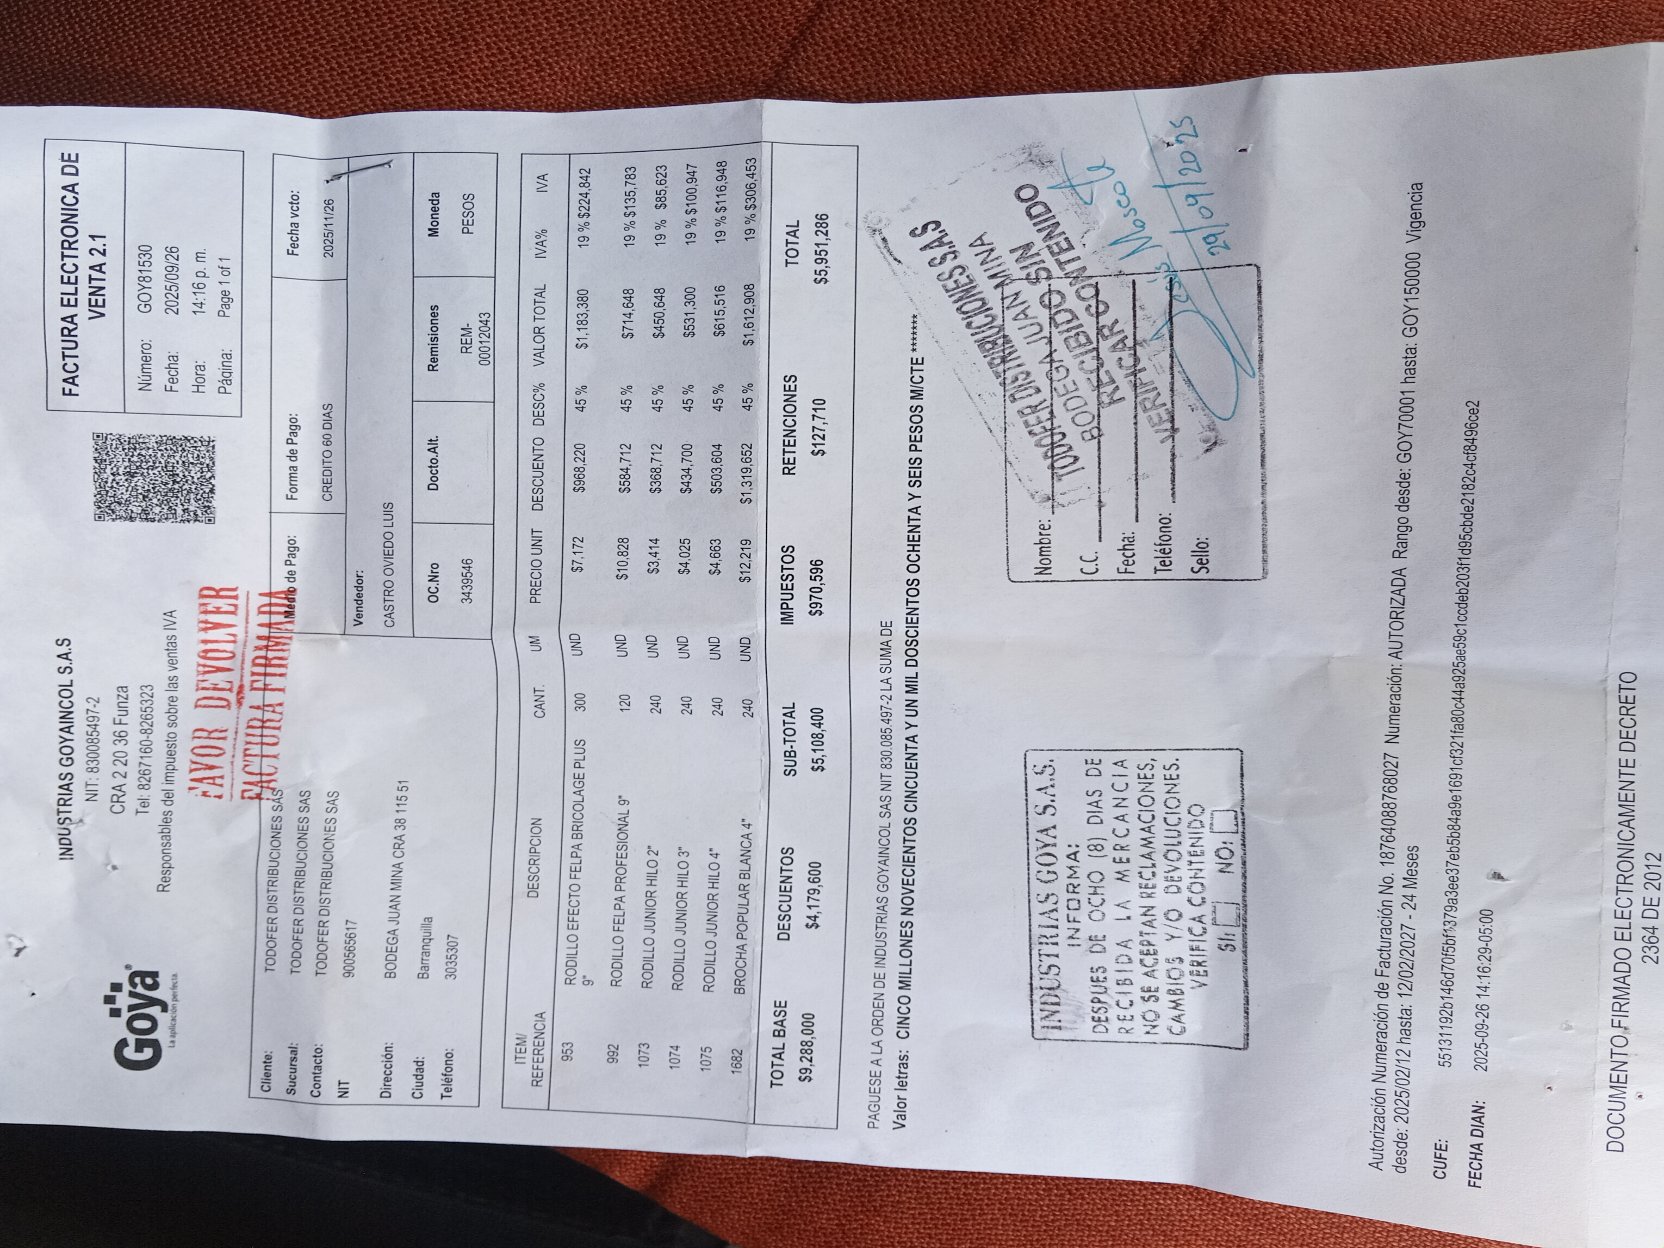 Goya
La aplicación perfecta
INDUSTRIAS GOYAINCOL S.A.S
NIT: 830085497-2
CRA 2 20 36 Funza
Tel: 8267160-8265323
Responsables del impuesto sobre las ventas IVA
FAVOR DEVOLVER
FACTURA FIRMADA
FACTURA ELECTRONICA DE
VENTA 2.1
Número: GOY81530
Fecha: 2025/09/26
Hora: 14:16 p. m.
Página: Page 1 of 1
Cliente: TODOFER DISTRIBUCIONES SAS
Sucursal: TODOFER DISTRIBUCIONES SAS
Contacto: TODOFER DISTRIBUCIONES SAS
NIT 900565617
Dirección: BODEGA JUAN MINA CRA 38 115 51
Ciudad: Barranquilla
Teléfono: 3035307
Medio de Pago: Forma de Pago: Fecha vcto:
CREDITO 60 DIAS 2025/11/26
Vendedor:
CASTRO OVIEDO LUIS
OC.Nro Docto.Alt. Remisiones Moneda
3439546 REM-00012043 PESOS
ITEM/ REFERENCIA DESCRIPCION CANT. UM PRECIO UNIT DESCUENTO DESC% VALOR TOTAL IVA% IVA
953 RODILLO EFECTO FELPA BRICOLAGE PLUS 9" 300 UND $7,172 $968,220 45 % $1,183,380 19 % $224,842
992 RODILLO FELPA PROFESIONAL 9" 120 UND $10,828 $584,712 45 % $714,648 19 % $135,783
1073 RODILLO JUNIOR HILO 2" 240 UND $3,414 $368,712 45 % $450,648 19 % $85,623
1074 RODILLO JUNIOR HILO 3" 240 UND $4,025 $434,700 45 % $531,300 19 % $100,947
1075 RODILLO JUNIOR HILO 4" 240 UND $4,663 $503,604 45 % $615,516 19 % $116,948
1682 BROCHA POPULAR BLANCA 4" 240 UND $12,219 $1,319,652 45 % $1,612,908 19 % $306,453
TOTAL BASE DESCUENTOS SUB-TOTAL IMPUESTOS RETENCIONES TOTAL
$9,288,000 $4,179,600 $5,108,400 $970,596 $127,710 $5,951,286
PAGUESE A LA ORDEN DE INDUSTRIAS GOYAINCOL SAS NIT 830.085.497-2 LA SUMA DE
Valor letras: CINCO MILLONES NOVECIENTOS CINCUENTA Y UN MIL DOSCIENTOS OCHENTA Y SEIS PESOS M/CTE *******
INDUSTRIAS GOYA S.A.S.
INFORMA:
DESPUES DE OCHO (8) DIAS DE
RECIBIDA LA MERCANCIA
NO SE ACEPTAN RECLAMACIONES,
CAMBIOS Y/O DEVOLUCIONES.
VERIFICA CONTENIDO
SI: NO:
Nombre:
C.C.
Fecha:
Teléfono:
Sello:
TODOFER DISTRIBUCIONES S.A.S
BODEGA JUAN MINA
RECIBIDO SIN
VERIFICAR CONTENIDO
29/09/2025
Autorización Numeración de Facturación No. 18764088768027 Numeración: AUTORIZADA Rango desde: GOY70001 hasta: GOY150000 Vigencia
desde: 2025/02/12 hasta: 12/02/2027 - 24 Meses
CUFE: 55131192b146d70f5bf1379a3ee37eb5b84a9e1691cf321fa80c44a925ae59c1ccdeb203f1d95cbde2182c4cf8496ce2
FECHA DIAN: 2025-09-26 14:16:29-05:00
DOCUMENTO FIRMADO ELECTRONICAMENTE DECRETO
2364 DE 2012